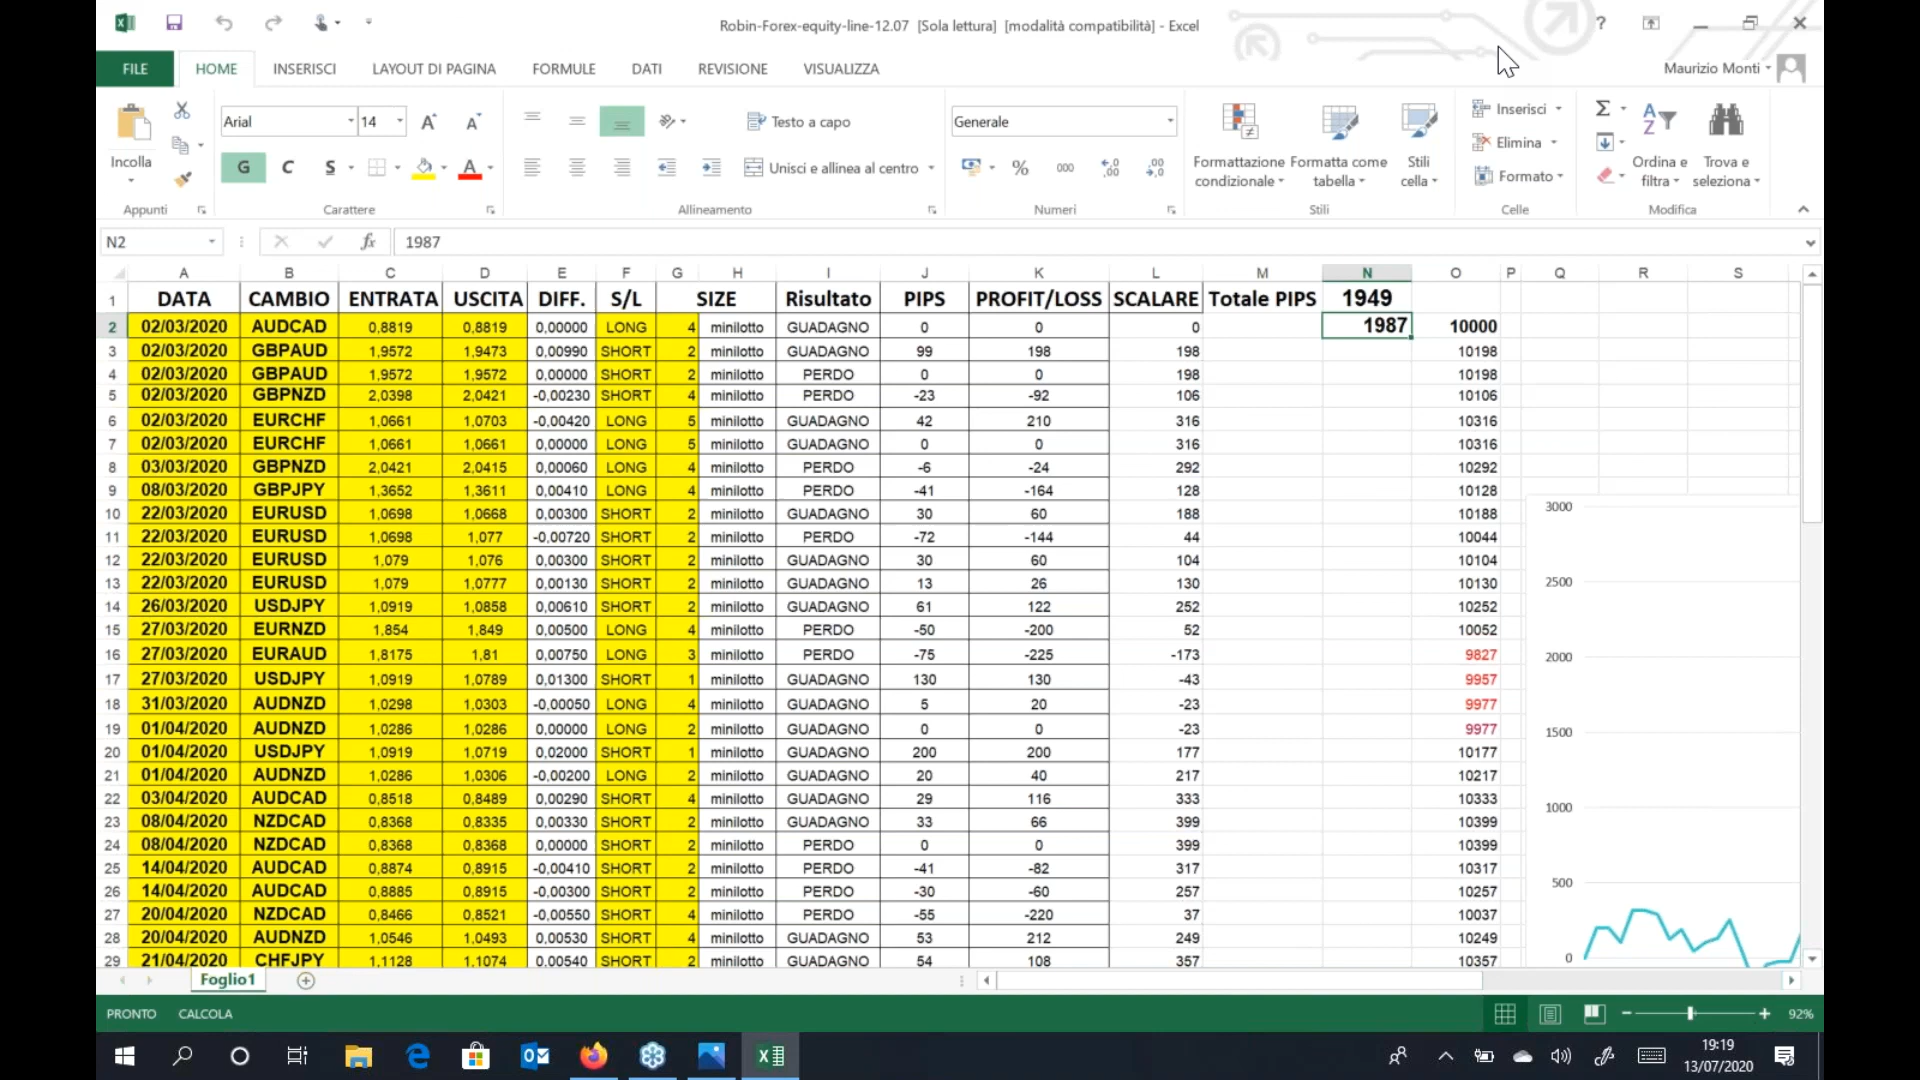 Robin-Forex-equity-line-12.07 [Sola lettura] [modalità compatibilità] - Excel
?
FILE HOME INSERISCI LAYOUT DI PAGINA FORMULE DATI REVISIONE VISUALIZZA Maurizio Monti
Arial 14 Testo a capo Generale Inserisci Elimina Formato
Incolla G C S Unisci e allinea al centro % 000 Formattazione condizionale Formatta come tabella Stili cella Ordina e filtra Trova e seleziona
Appunti Carattere Allineamento Numeri Stili Celle Modifica
N2 fx 1987
A B C D E F G H I J K L M N O P Q R S
1 DATA CAMBIO ENTRATA USCITA DIFF. S/L SIZE Risultato PIPS PROFIT/LOSS SCALARE Totale PIPS 1949
2 02/03/2020 AUDCAD 0,8819 0,8819 0,00000 LONG 4 minilotto GUADAGNO 0 0 0 1987 10000
3 02/03/2020 GBPAUD 1,9572 1,9473 0,00990 SHORT 2 minilotto GUADAGNO 99 198 198 10198
4 02/03/2020 GBPAUD 1,9572 1,9572 0,00000 SHORT 2 minilotto PERDO 0 0 198 10198
5 02/03/2020 GBPNZD 2,0398 2,0421 -0,00230 SHORT 4 minilotto PERDO -23 -92 106 10106
6 02/03/2020 EURCHF 1,0661 1,0703 -0,00420 LONG 5 minilotto GUADAGNO 42 210 316 10316
7 02/03/2020 EURCHF 1,0661 1,0661 0,00000 LONG 5 minilotto GUADAGNO 0 0 316 10316
8 03/03/2020 GBPNZD 2,0421 2,0415 0,00060 LONG 4 minilotto PERDO -6 -24 292 10292
9 08/03/2020 GBPJPY 1,3652 1,3611 0,00410 LONG 4 minilotto PERDO -41 -164 128 10128
10 22/03/2020 EURUSD 1,0698 1,0668 0,00300 SHORT 2 minilotto GUADAGNO 30 60 188 10188
11 22/03/2020 EURUSD 1,0698 1,077 -0,00720 SHORT 2 minilotto PERDO -72 -144 44 10044
12 22/03/2020 EURUSD 1,079 1,076 0,00300 SHORT 2 minilotto GUADAGNO 30 60 104 10104
13 22/03/2020 EURUSD 1,079 1,0777 0,00130 SHORT 2 minilotto GUADAGNO 13 26 130 10130
14 26/03/2020 USDJPY 1,0919 1,0858 0,00610 SHORT 2 minilotto GUADAGNO 61 122 252 10252
15 27/03/2020 EURNZD 1,854 1,849 0,00500 LONG 4 minilotto PERDO -50 -200 52 10052
16 27/03/2020 EURAUD 1,8175 1,81 0,00750 LONG 3 minilotto PERDO -75 -225 -173 9827
17 27/03/2020 USDJPY 1,0919 1,0789 0,01300 SHORT 1 minilotto GUADAGNO 130 130 -43 9957
18 31/03/2020 AUDNZD 1,0298 1,0303 -0,00050 LONG 4 minilotto GUADAGNO 5 20 -23 9977
19 01/04/2020 AUDNZD 1,0286 1,0286 0,00000 LONG 2 minilotto GUADAGNO 0 0 -23 9977
20 01/04/2020 USDJPY 1,0919 1,0719 0,02000 SHORT 1 minilotto GUADAGNO 200 200 177 10177
21 01/04/2020 AUDNZD 1,0286 1,0306 -0,00200 LONG 2 minilotto GUADAGNO 20 40 217 10217
22 03/04/2020 AUDCAD 0,8518 0,8489 0,00290 SHORT 4 minilotto GUADAGNO 29 116 333 10333
23 08/04/2020 NZDCAD 0,8368 0,8335 0,00330 SHORT 2 minilotto GUADAGNO 33 66 399 10399
24 08/04/2020 NZDCAD 0,8368 0,8368 0,00000 SHORT 2 minilotto PERDO 0 0 399 10399
25 14/04/2020 AUDCAD 0,8874 0,8915 -0,00410 SHORT 2 minilotto PERDO -41 -82 317 10317
26 14/04/2020 AUDCAD 0,8885 0,8915 -0,00300 SHORT 2 minilotto PERDO -30 -60 257 10257
27 20/04/2020 NZDCAD 0,8466 0,8521 -0,00550 SHORT 4 minilotto PERDO -55 -220 37 10037
28 20/04/2020 AUDNZD 1,0546 1,0493 0,00530 SHORT 4 minilotto GUADAGNO 53 212 249 10249
29 21/04/2020 CHFJPY 1,1128 1,1074 0,00540 SHORT 2 minilotto GUADAGNO 54 108 357 10357
3000
2500
2000
1500
1000
500
0
Foglio1
PRONTO CALCOLA 92%
19:19
13/07/2020